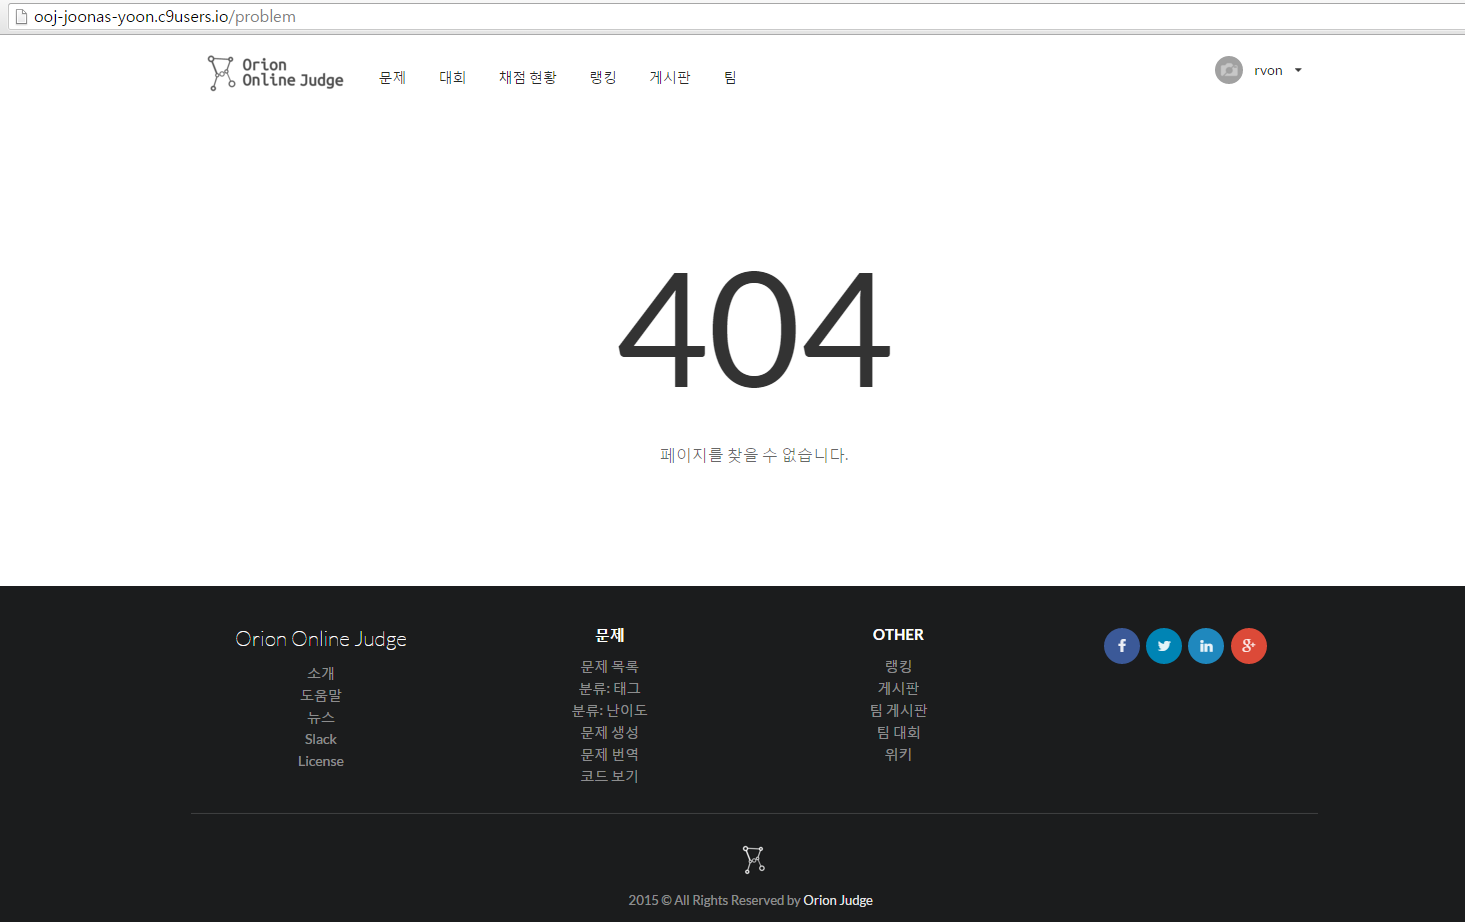 ooj-joonas-yoon.c9users.io/problem
Orion
Online Judge
문제 대회 채점 현황 랭킹 게시판 팀
rvon
404
페이지를 찾을 수 없습니다.
Orion Online Judge
소개
도움말
뉴스
Slack
License
문제
문제 목록
분류: 태그
분류: 난이도
문제 생성
문제 번역
코드 보기
OTHER
랭킹
게시판
팀 게시판
팀 대회
위키
2015 © All Rights Reserved by Orion Judge